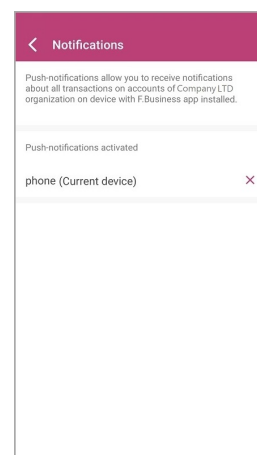 Notifications
Push-notifications allow you to receive notifications
about all transactions on accounts of Company LTD
organization on device with F.Business app installed.
Push-notifications activated
phone (Current device)